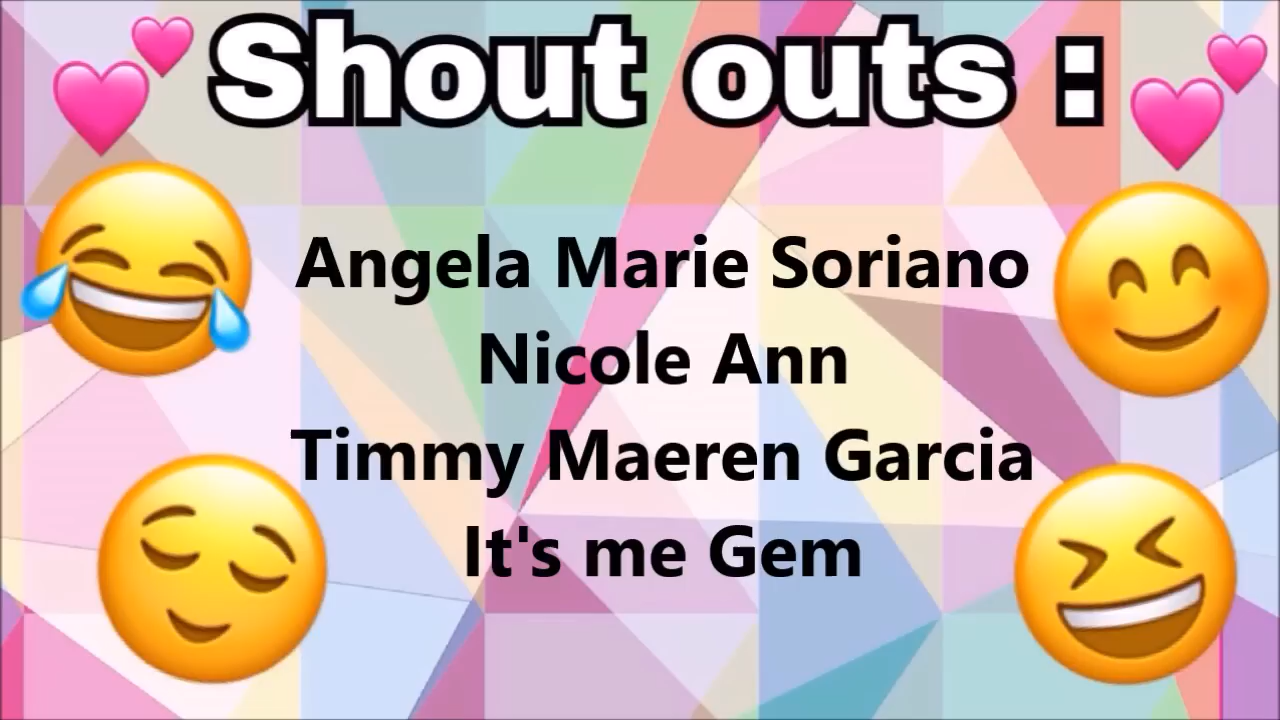 Shout outs :
Angela Marie Soriano
Nicole Ann
Timmy Maeren Garcia
It's me Gem